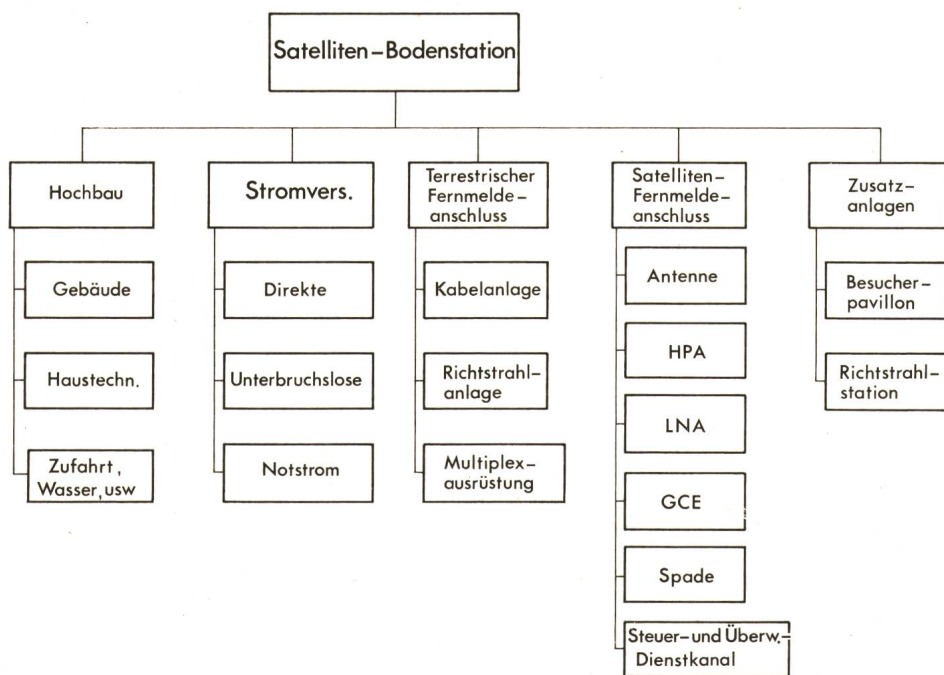 Satelliten-Bodenstation
Hochbau
Gebäude
Haustechn.
Zufahrt,
Wasser, usw
Stromvers.
Direkte
Unterbruchslose
Notstrom
Terrestrischer
Fernmelde-
anschluss
Kabelanlage
Richtstrahl-
anlage
Multiplex-
ausrüstung
Satelliten-
Fernmelde-
anschluss
Antenne
HPA
LNA
GCE
Spade
Steuer- und Überw.-
Dienstkanal
Zusatz-
anlagen
Besucher-
pavillon
Richtstrahl-
station